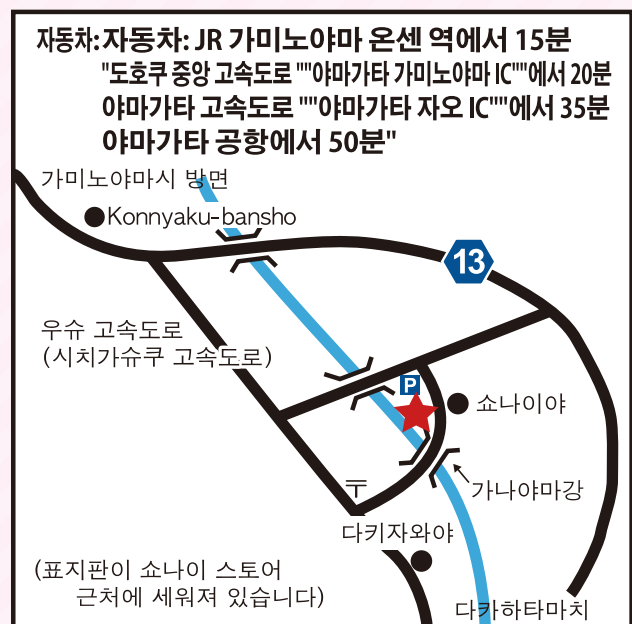 자동차: 자동차: JR 가미노야마 온센 역에서 15분
"도호쿠 중앙 고속도로 ""야마가타 가미노야마 IC""에서 20분
야마가타 고속도로 ""야마가타 자오 IC""에서 35분
야마가타 공항에서 50분"
가미노야마시 방면
Konnyaku-bansho
13
우슈 고속도로
(시치가슈쿠 고속도로)
P
쇼나이야
〒
가나야마강
다키자와야
(표지판이 쇼나이 스토어
근처에 세워져 있습니다)
다카하타마치